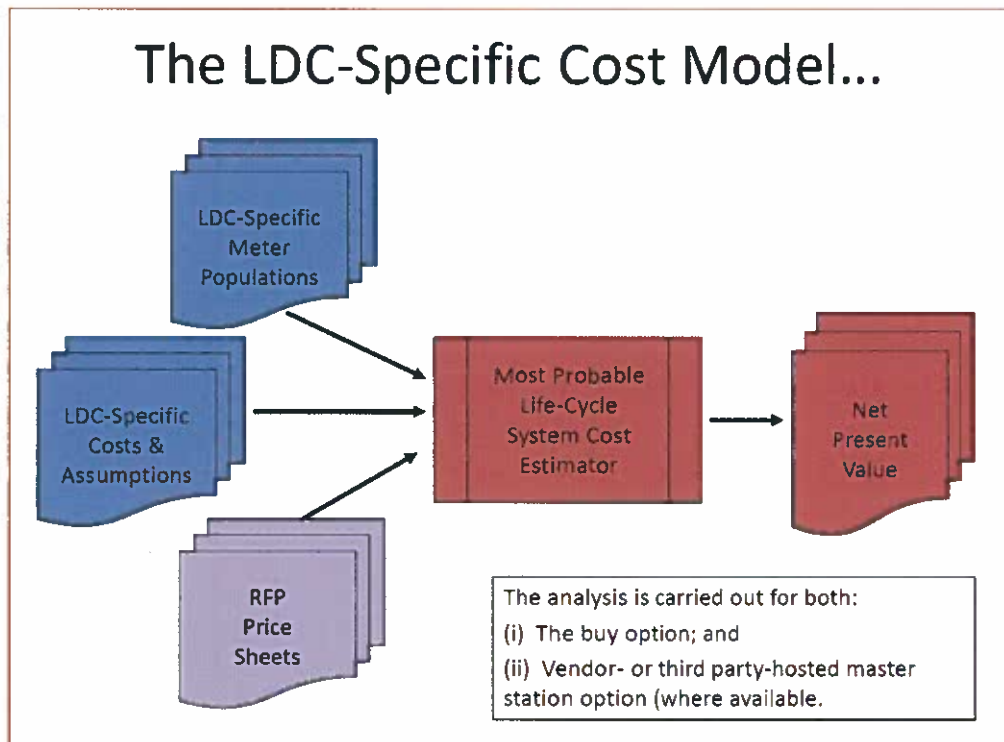 The LDC-Specific Cost Model...
LDC-Specific
Meter
Populations
LDC-Specific
Costs &
Assumptions
RFP
Price
Sheets
Most Probable
Life-Cycle
System Cost
Estimator
Net
Present
Value
The analysis is carried out for both:
(i) The buy option; and
(ii) Vendor- or third party-hosted master
station option (where available.